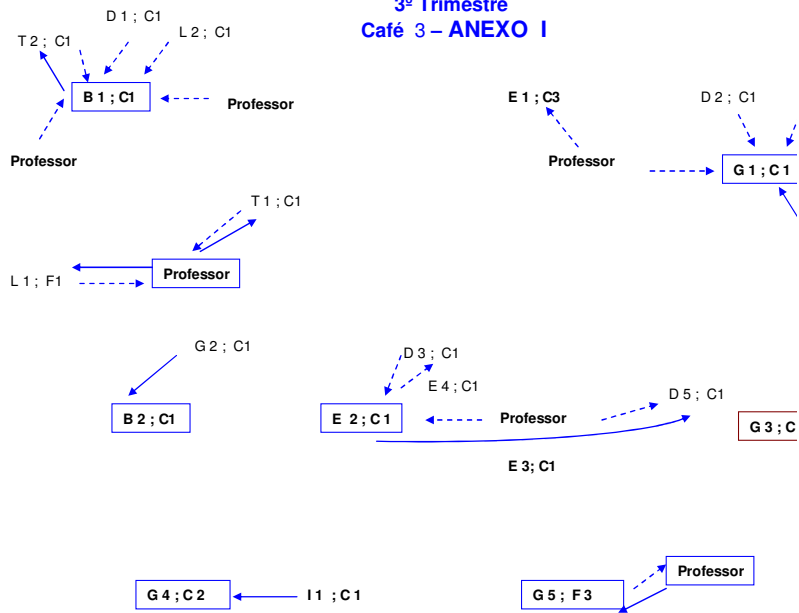 3º Trimestre
Café 3 – ANEXO I
D 1 ; C1
T 2 ; C1
L 2 ; C1
B 1 ; C1
Professor
Professor
E 1 ; C3
D 2 ; C1
Professor
G 1 ; C 1
T 1 ; C1
L 1 ; F1
Professor
G 2 ; C1
D 3 ; C1
E 4 ; C1
D 5 ; C1
B 2 ; C1
E 2 ; C 1
Professor
G 3 ; C
E 3; C1
G 4 ; C 2
I 1 ; C 1
G 5 ; F 3
Professor